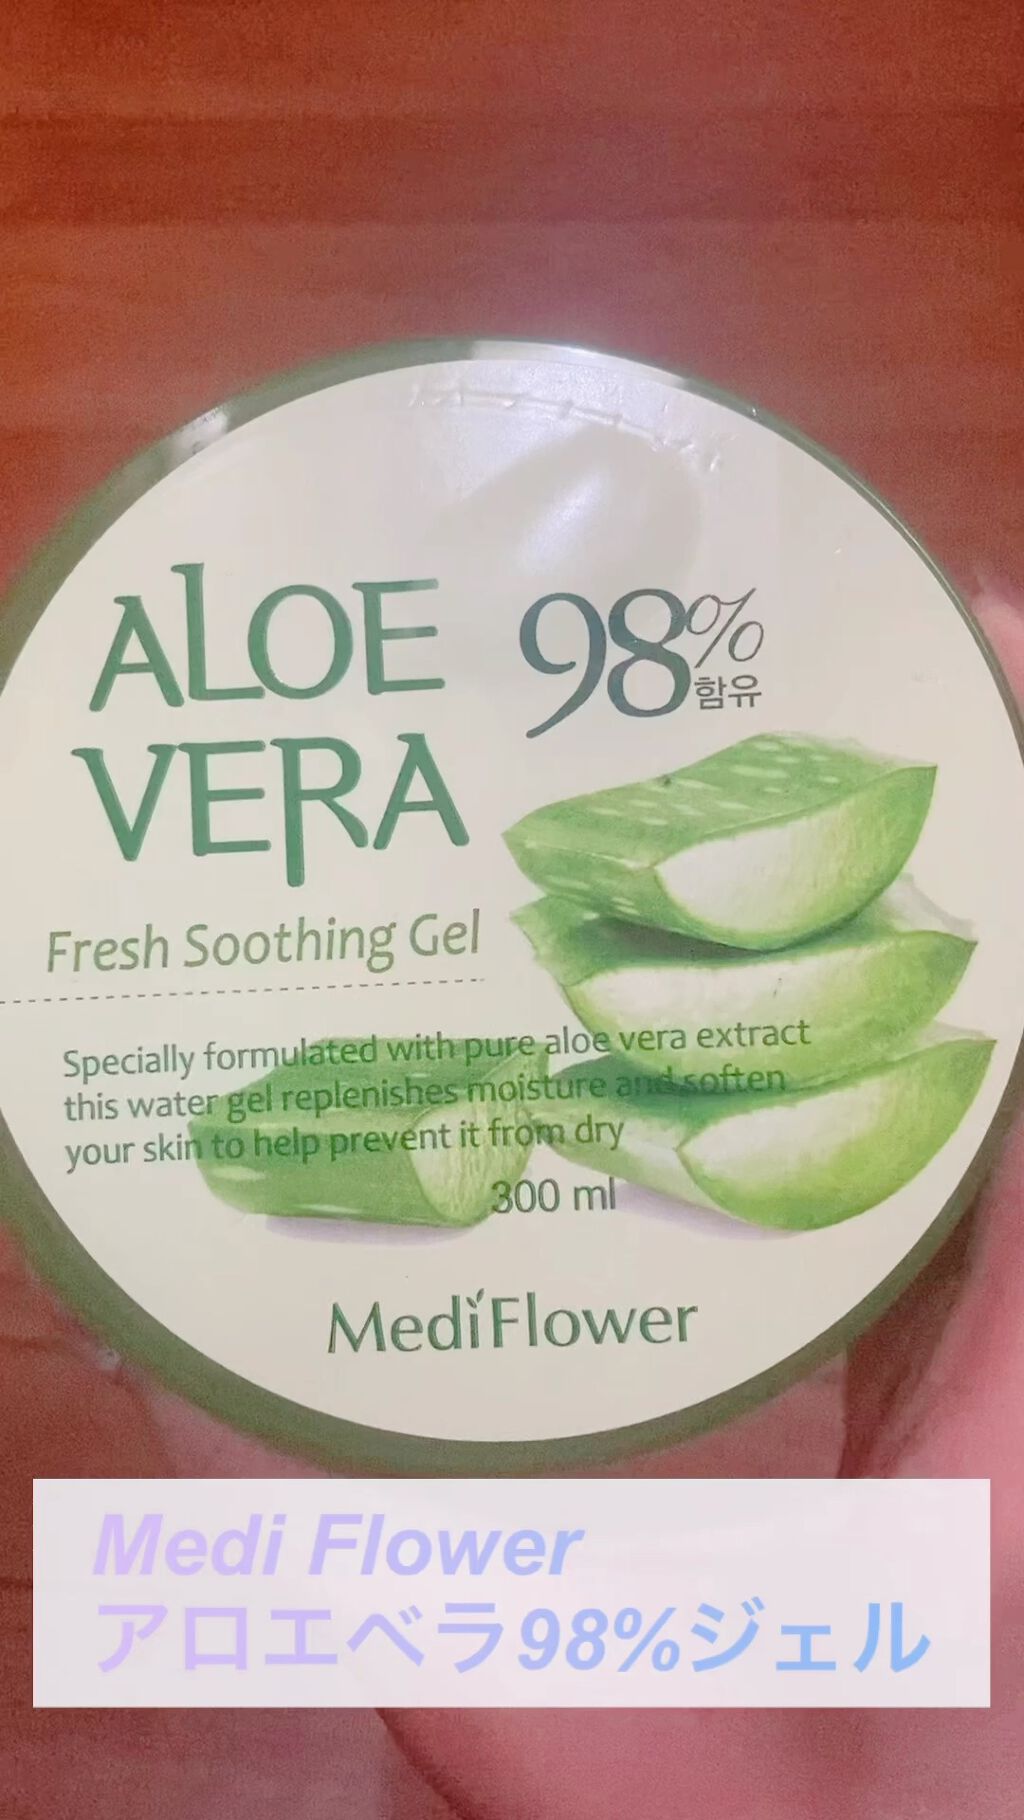 ALOE
VERA
98%
함유
Fresh Soothing Gel
Specially formulated with pure aloe vera extract
this water gel replenishes moisture and soften
your skin to help prevent it from dry
300 ml
MediFlower
Medi Flower
アロエベラ98%ジェル